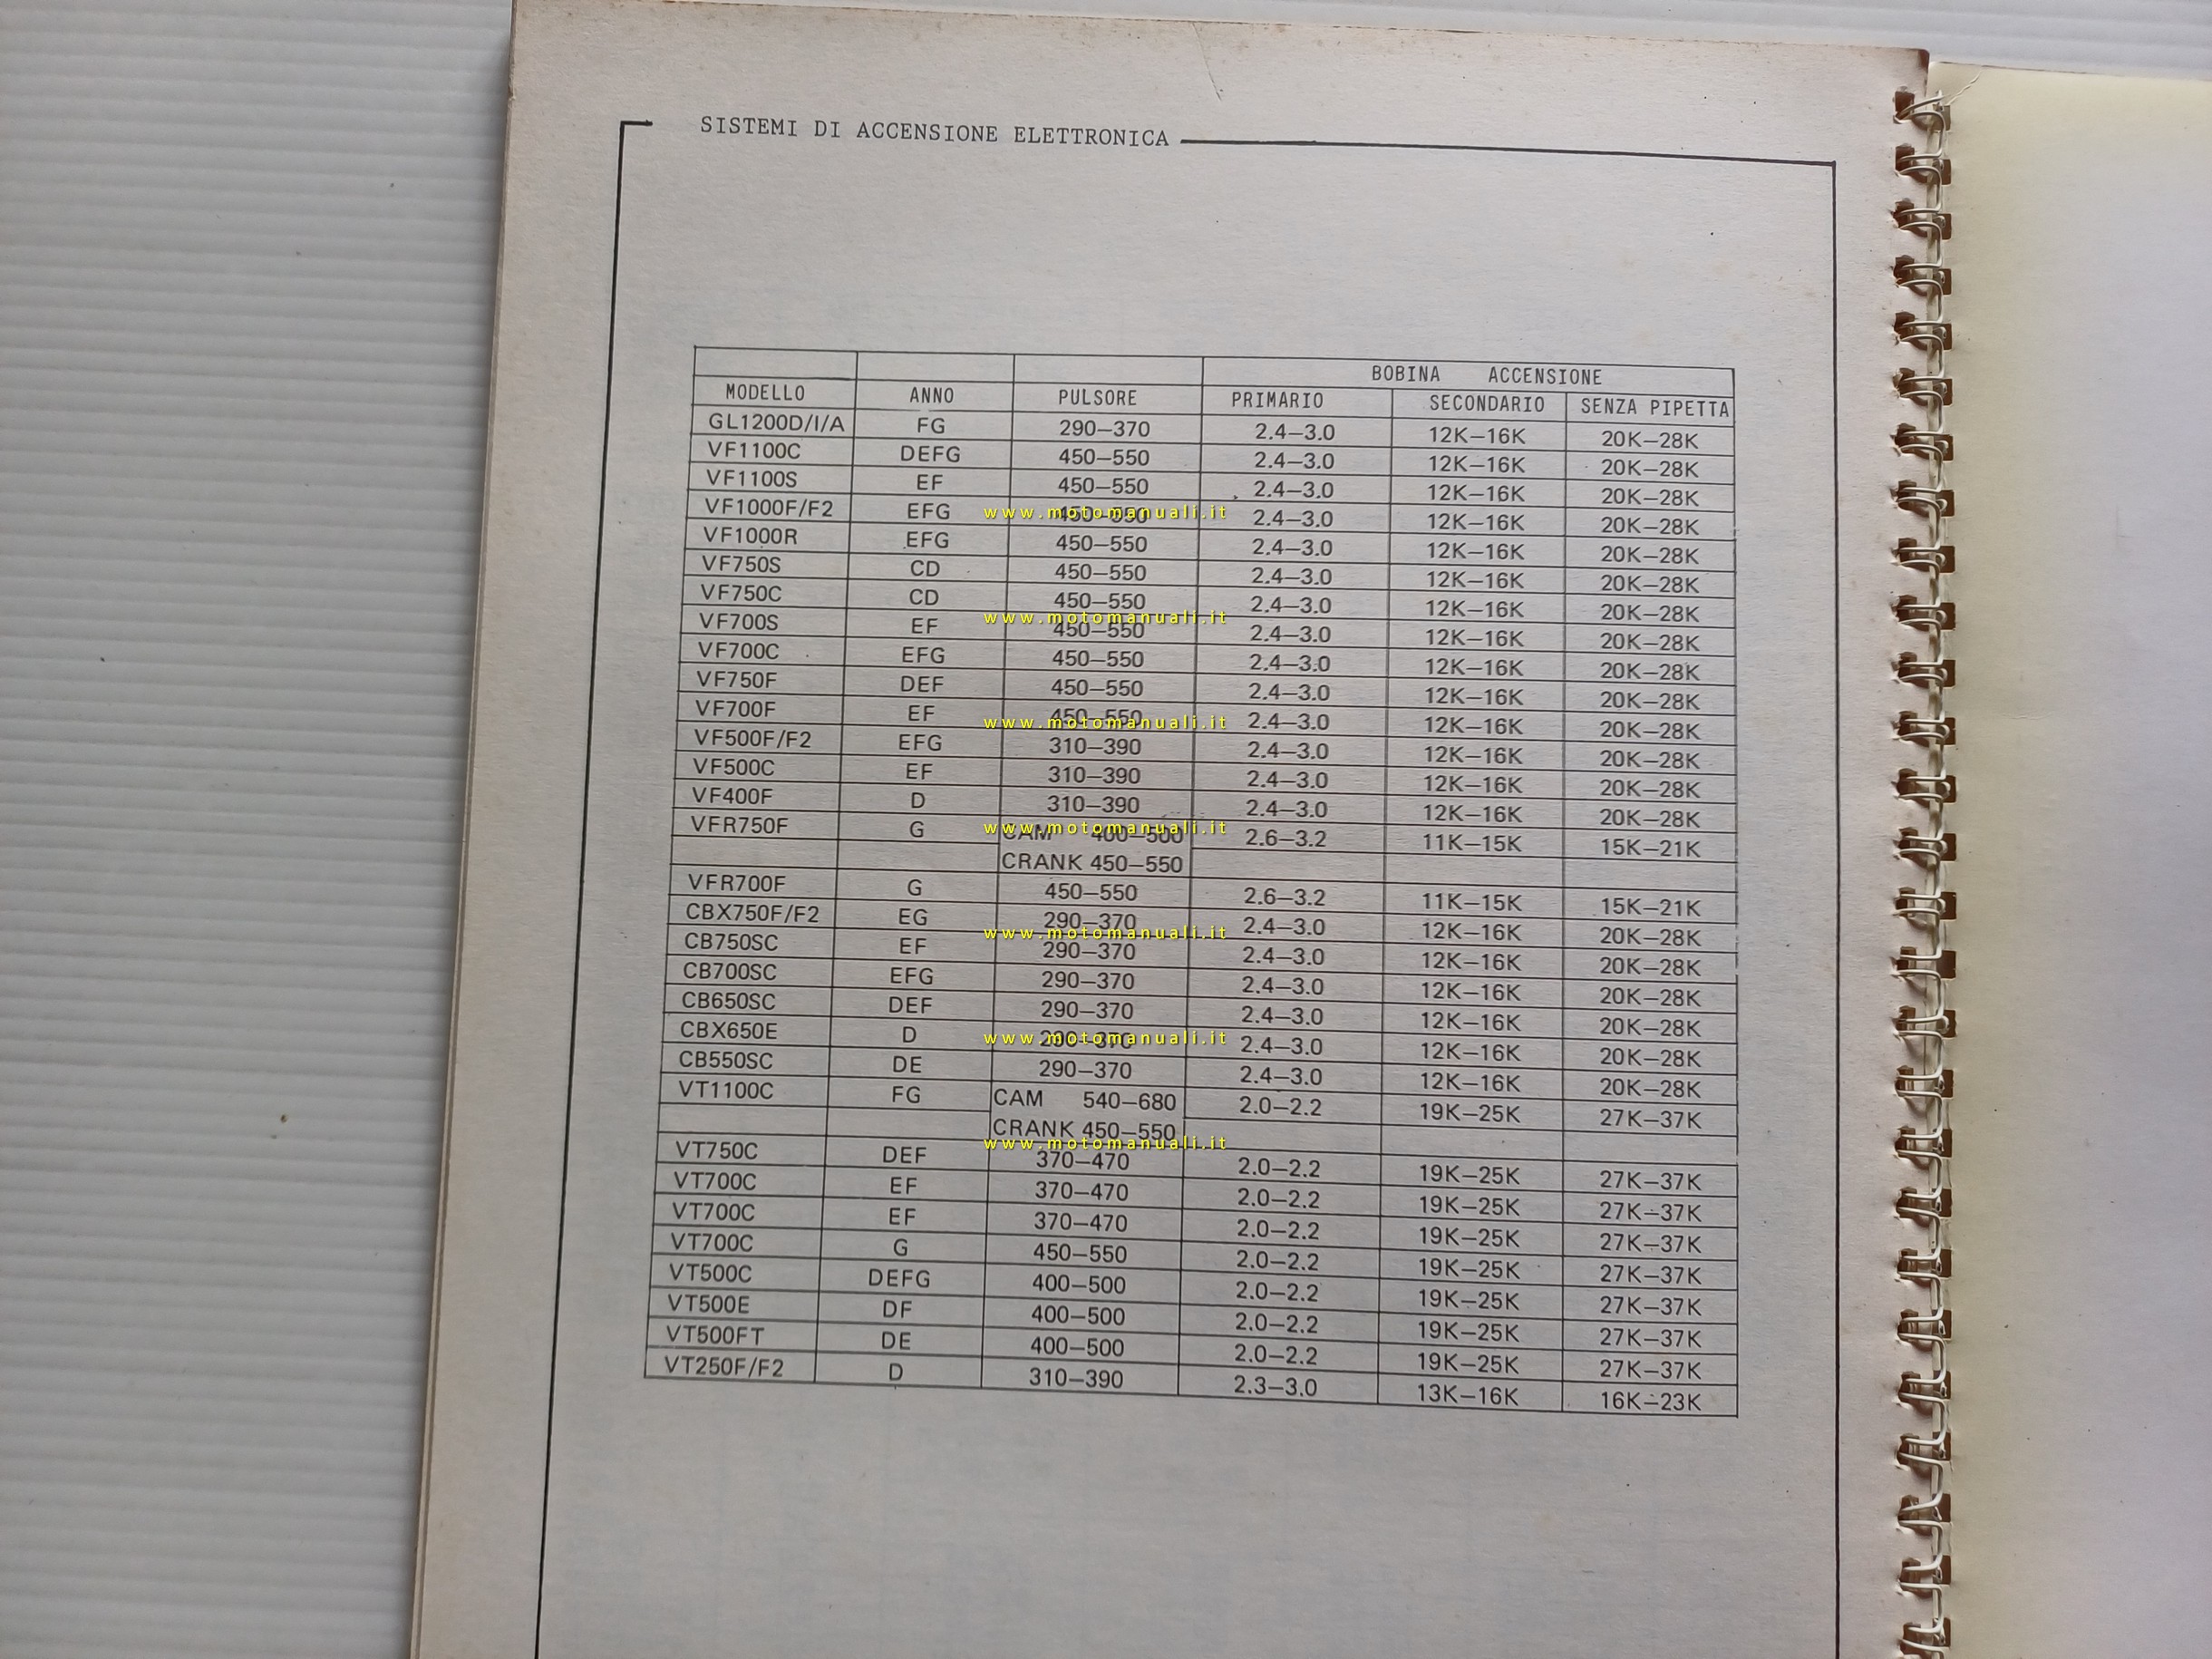 SISTEMI DI ACCENSIONE ELETTRONICA
BOBINA ACCENSIONE
MODELLO ANNO PULSORE PRIMARIO SECONDARIO SENZA PIPETTA
GL1200D/I/A FG 290–370 2.4–3.0 12K–16K 20K–28K
VF1100C DEFG 450–550 2.4–3.0 12K–16K 20K–28K
VF1100S EF 450–550 2.4–3.0 12K–16K 20K–28K
VF1000F/F2 EFG 450–550 2.4–3.0 12K–16K 20K–28K
www.motomanuali.it
VF1000R EFG 450–550 2.4–3.0 12K–16K 20K–28K
VF750S CD 450–550 2.4–3.0 12K–16K 20K–28K
VF750C CD 450–550 2.4–3.0 12K–16K 20K–28K
www.motomanuali.it
VF700S EF 450–550 2.4–3.0 12K–16K 20K–28K
VF700C EFG 450–550 2.4–3.0 12K–16K 20K–28K
VF750F DEF 450–550 2.4–3.0 12K–16K 20K–28K
VF700F EF 450–550 2.4–3.0 12K–16K 20K–28K
www.motomanuali.it
VF500F/F2 EFG 310–390 2.4–3.0 12K–16K 20K–28K
VF500C EF 310–390 2.4–3.0 12K–16K 20K–28K
VF400F D 310–390 2.4–3.0 12K–16K 20K–28K
VFR750F G CAM 400–500 2.6–3.2 11K–15K 15K–21K
www.motomanuali.it
CRANK 450–550
VFR700F G 450–550 2.6–3.2 11K–15K 15K–21K
CBX750F/F2 EG 290–370 2.4–3.0 12K–16K 20K–28K
www.motomanuali.it
CB750SC EF 290–370 2.4–3.0 12K–16K 20K–28K
CB700SC EFG 290–370 2.4–3.0 12K–16K 20K–28K
CB650SC DEF 290–370 2.4–3.0 12K–16K 20K–28K
CBX650E D 290–370 2.4–3.0 12K–16K 20K–28K
www.motomanuali.it
CB550SC DE 290–370 2.4–3.0 12K–16K 20K–28K
VT1100C FG CAM 540–680 2.0–2.2 19K–25K 27K–37K
CRANK 450–550
www.motomanuali.it
VT750C DEF 370–470 2.0–2.2 19K–25K 27K–37K
VT700C EF 370–470 2.0–2.2 19K–25K 27K–37K
VT700C EF 370–470 2.0–2.2 19K–25K 27K–37K
VT700C G 450–550 2.0–2.2 19K–25K 27K–37K
VT500C DEFG 400–500 2.0–2.2 19K–25K 27K–37K
VT500E DF 400–500 2.0–2.2 19K–25K 27K–37K
VT500FT DE 400–500 2.0–2.2 19K–25K 27K–37K
VT250F/F2 D 310–390 2.3–3.0 13K–16K 16K–23K